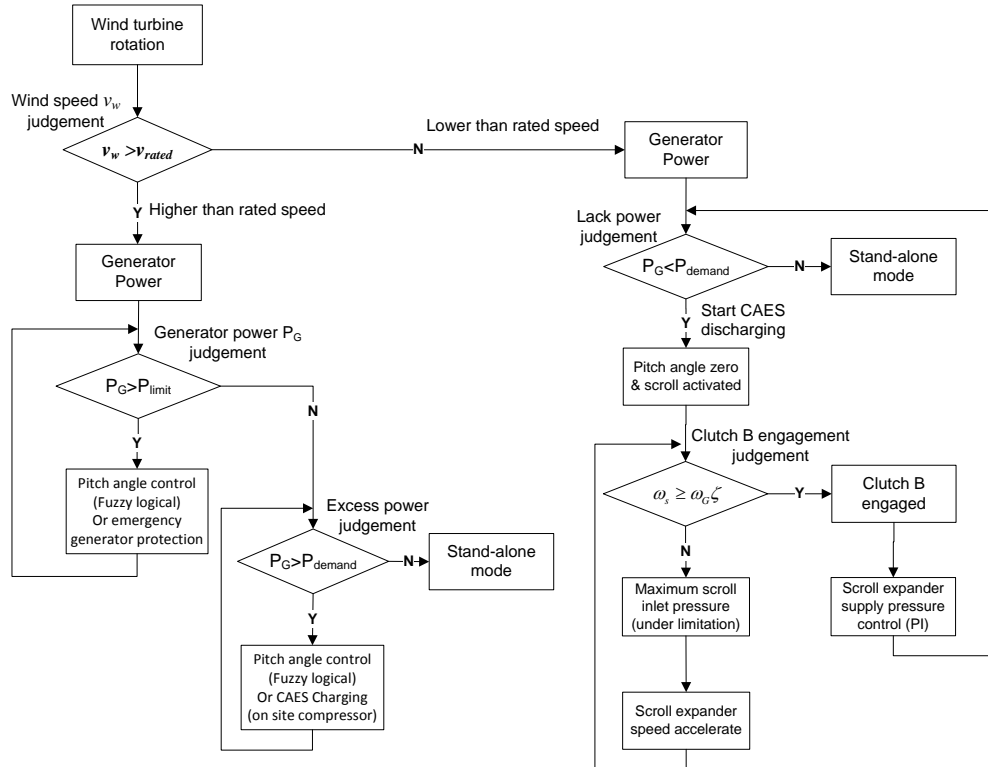 Wind turbine
rotation
Wind speed v_w
judgement
v_w >v_rated
N
Lower than rated speed
Generator
Power
Y
Higher than rated speed
Generator
Power
Generator power P_G
judgement
P_G>P_limit
N
Y
Pitch angle control
(Fuzzy logical)
Or emergency
generator protection
Excess power
judgement
P_G>P_demand
N
Stand-alone
mode
Y
Pitch angle control
(Fuzzy logical)
Or CAES Charging
(on site compressor)
Lack power
judgement
P_G<P_demand
N
Stand-alone
mode
Y
Start CAES
discharging
Pitch angle zero
& scroll activated
Clutch B engagement
judgement
ω_s ≥ ω_G ζ
Y
Clutch B
engaged
N
Maximum scroll
inlet pressure
(under limitation)
Scroll expander
supply pressure
control (PI)
Scroll expander
speed accelerate